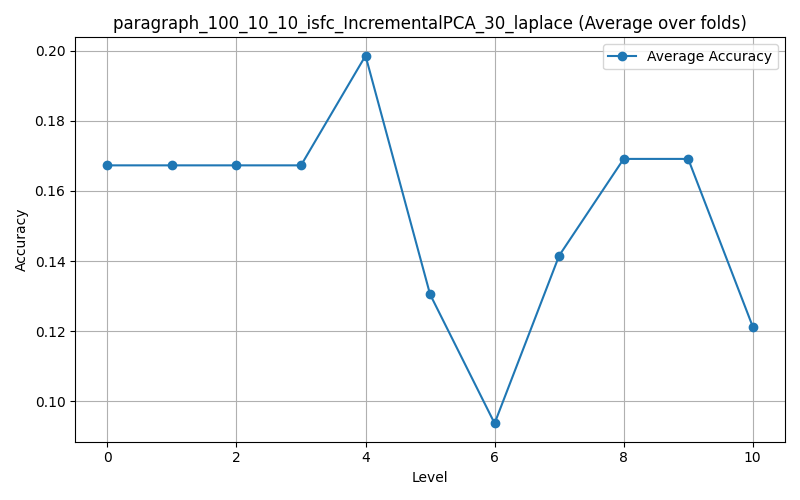 paragraph_100_10_10_isfc_IncrementalPCA_30_laplace (Average over folds)
Average Accuracy
Accuracy
0.20
0.18
0.16
0.14
0.12
0.10
0 2 4 6 8 10
Level